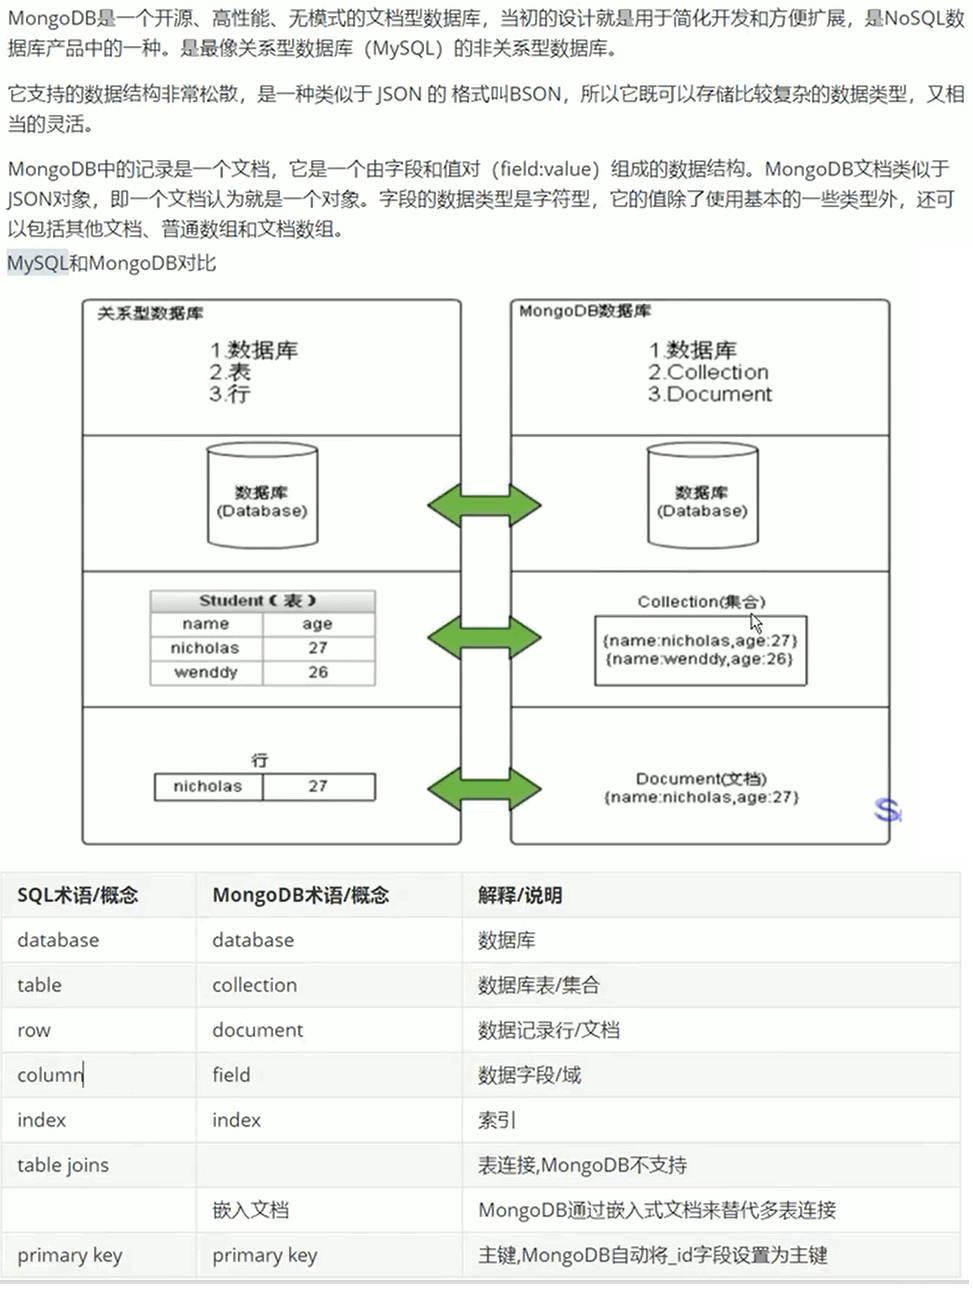 MongoDB是一个开源、高性能、无模式的文档型数据库，当初的设计就是用于简化开发和方便扩展，是NoSQL数
据库产品中的一种。是最像关系型数据库（MySQL）的非关系型数据库。
它支持的数据结构非常松散，是一种类似于 JSON 的 格式叫BSON，所以它既可以存储比较复杂的数据类型，又相
当的灵活。
MongoDB中的记录是一个文档，它是一个由字段和值对（field:value）组成的数据结构。MongoDB文档类似于
JSON对象，即一个文档认为就是一个对象。字段的数据类型是字符型，它的值除了使用基本的一些类型外，还可
以包括其他文档、普通数组和文档数组。
MySQL和MongoDB对比
关系型数据库
1.数据库
2.表
3.行
MongoDB数据库
1.数据库
2.Collection
3.Document
数据库
(Database)
数据库
(Database)
Student（表）
name age
nicholas 27
wenddy 26
Collection(集合)
{name:nicholas,age:27}
{name:wenddy,age:26}
行
nicholas 27
Document(文档)
{name:nicholas,age:27}
S
SQL术语/概念 MongoDB术语/概念 解释/说明
database database 数据库
table collection 数据库表/集合
row document 数据记录行/文档
column field 数据字段/域
index index 索引
table joins 表连接,MongoDB不支持
嵌入文档 MongoDB通过嵌入式文档来替代多表连接
primary key primary key 主键,MongoDB自动将_id字段设置为主键